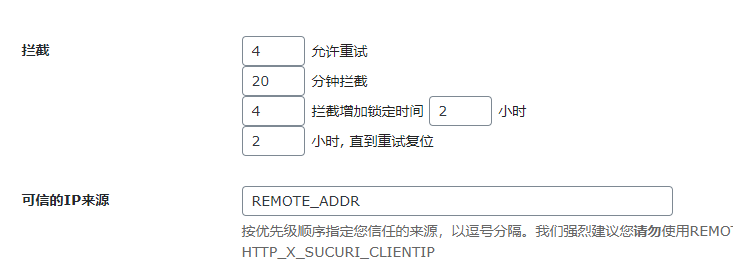 拦截 4 允许重试
20 分钟拦截
4 拦截增加锁定时间 2 小时
2 小时, 直到重试复位
可信的IP来源 REMOTE_ADDR
按优先级顺序指定您信任的来源，以逗号分隔。我们强烈建议您请勿使用REMOT
HTTP_X_SUCURI_CLIENTIP